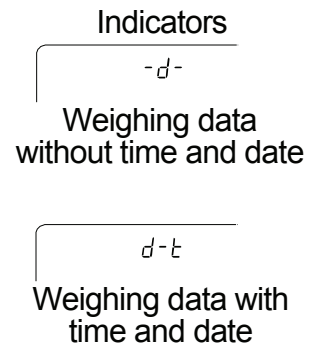 Indicators
-d-
Weighing data
without time and date
d-t
Weighing data with
time and date